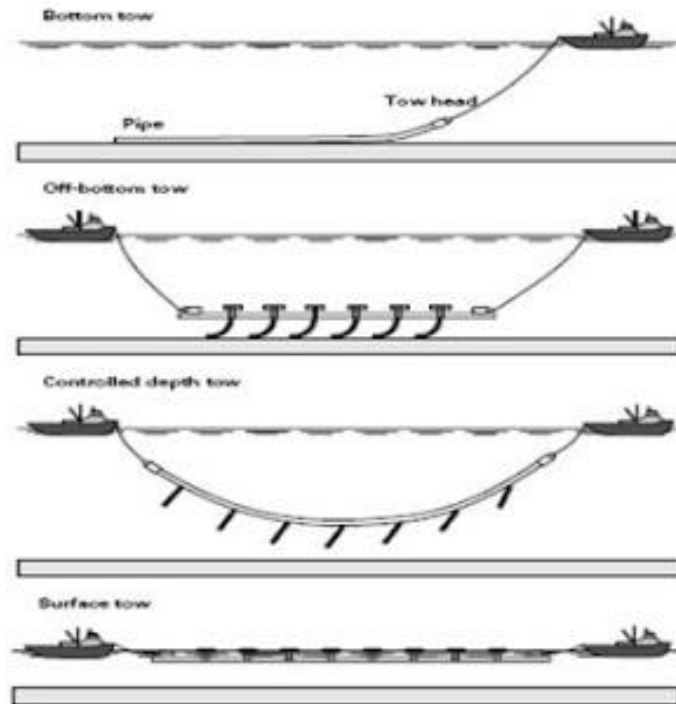 Bottom tow
Tow head
Pipe
Off-bottom tow
Controlled depth tow
Surface tow